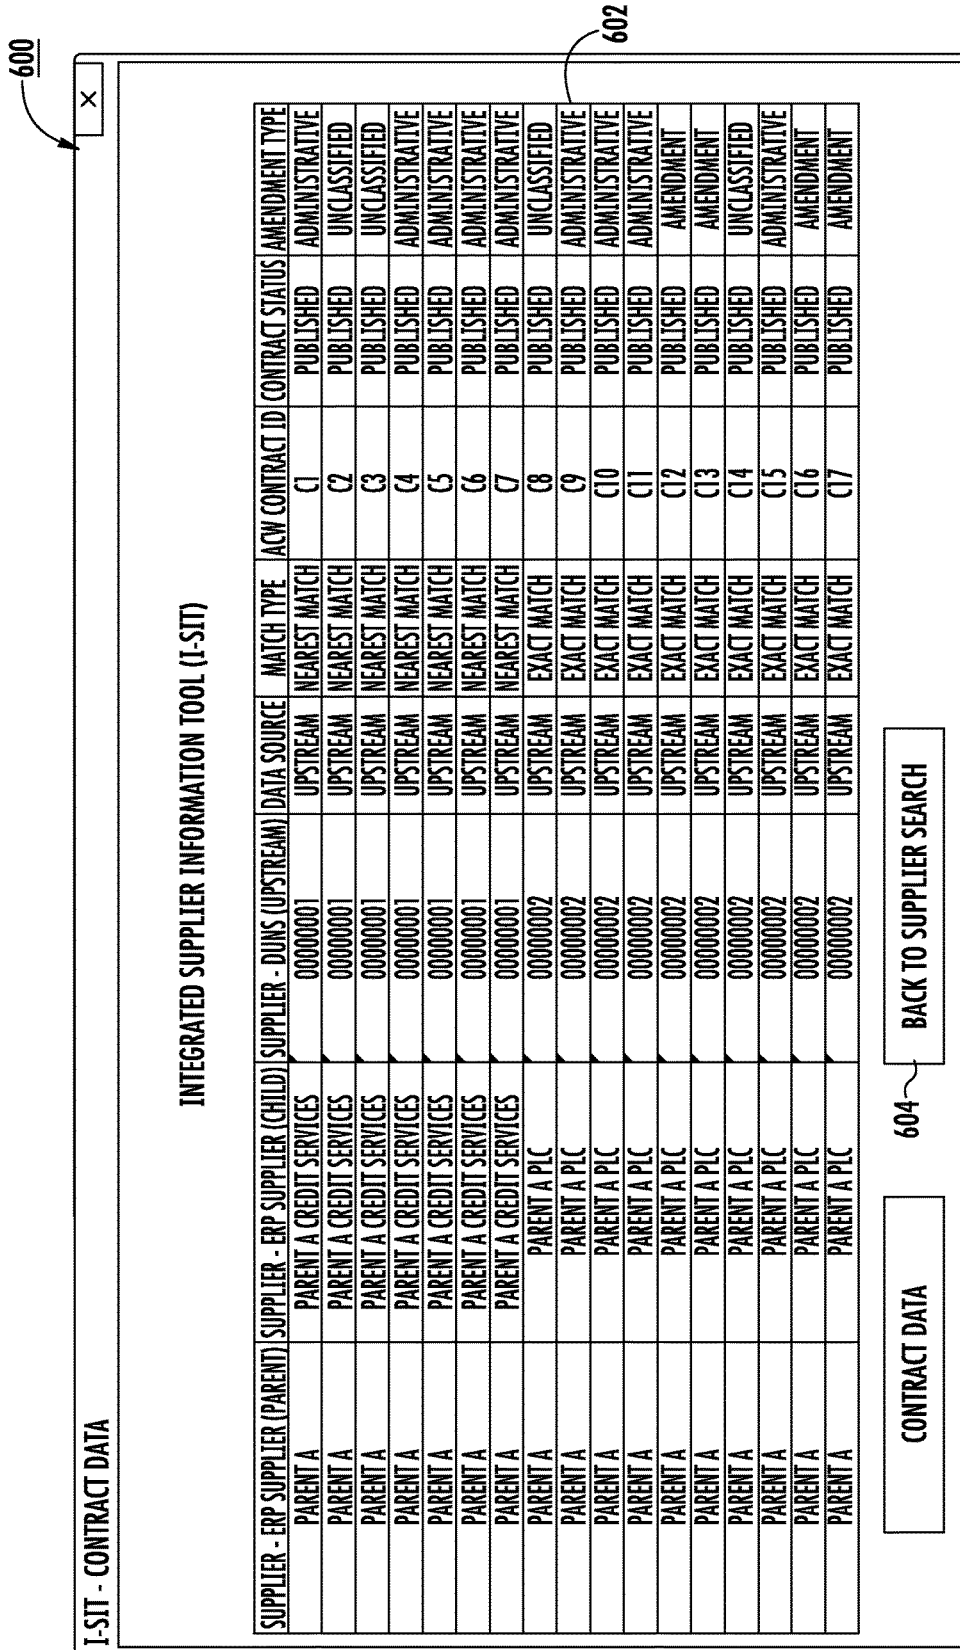 600
I-SIT - CONTRACT DATA
X
INTEGRATED SUPPLIER INFORMATION TOOL (I-SIT)
SUPPLIER - ERP SUPPLIER (PARENT) SUPPLIER - ERP SUPPLIER (CHILD) SUPPLIER - DUNS (UPSTREAM) DATA SOURCE MATCH TYPE ACW CONTRACT ID CONTRACT STATUS AMENDMENT TYPE
PARENT A PARENT A CREDIT SERVICES 00000001 UPSTREAM NEAREST MATCH C1 PUBLISHED ADMINISTRATIVE
PARENT A PARENT A CREDIT SERVICES 00000001 UPSTREAM NEAREST MATCH C2 PUBLISHED UNCLASSIFIED
PARENT A PARENT A CREDIT SERVICES 00000001 UPSTREAM NEAREST MATCH C3 PUBLISHED UNCLASSIFIED
PARENT A PARENT A CREDIT SERVICES 00000001 UPSTREAM NEAREST MATCH C4 PUBLISHED ADMINISTRATIVE
PARENT A PARENT A CREDIT SERVICES 00000001 UPSTREAM NEAREST MATCH C5 PUBLISHED ADMINISTRATIVE
PARENT A PARENT A CREDIT SERVICES 00000001 UPSTREAM NEAREST MATCH C6 PUBLISHED ADMINISTRATIVE
PARENT A PARENT A CREDIT SERVICES 00000001 UPSTREAM NEAREST MATCH C7 PUBLISHED ADMINISTRATIVE
PARENT A PARENT A PLC 00000002 UPSTREAM EXACT MATCH C8 PUBLISHED UNCLASSIFIED
PARENT A PARENT A PLC 00000002 UPSTREAM EXACT MATCH C9 PUBLISHED ADMINISTRATIVE
PARENT A PARENT A PLC 00000002 UPSTREAM EXACT MATCH C10 PUBLISHED ADMINISTRATIVE
PARENT A PARENT A PLC 00000002 UPSTREAM EXACT MATCH C11 PUBLISHED ADMINISTRATIVE
PARENT A PARENT A PLC 00000002 UPSTREAM EXACT MATCH C12 PUBLISHED AMENDMENT
PARENT A PARENT A PLC 00000002 UPSTREAM EXACT MATCH C13 PUBLISHED AMENDMENT
PARENT A PARENT A PLC 00000002 UPSTREAM EXACT MATCH C14 PUBLISHED UNCLASSIFIED
PARENT A PARENT A PLC 00000002 UPSTREAM EXACT MATCH C15 PUBLISHED ADMINISTRATIVE
PARENT A PARENT A PLC 00000002 UPSTREAM EXACT MATCH C16 PUBLISHED AMENDMENT
PARENT A PARENT A PLC 00000002 UPSTREAM EXACT MATCH C17 PUBLISHED AMENDMENT
602
CONTRACT DATA
604
BACK TO SUPPLIER SEARCH